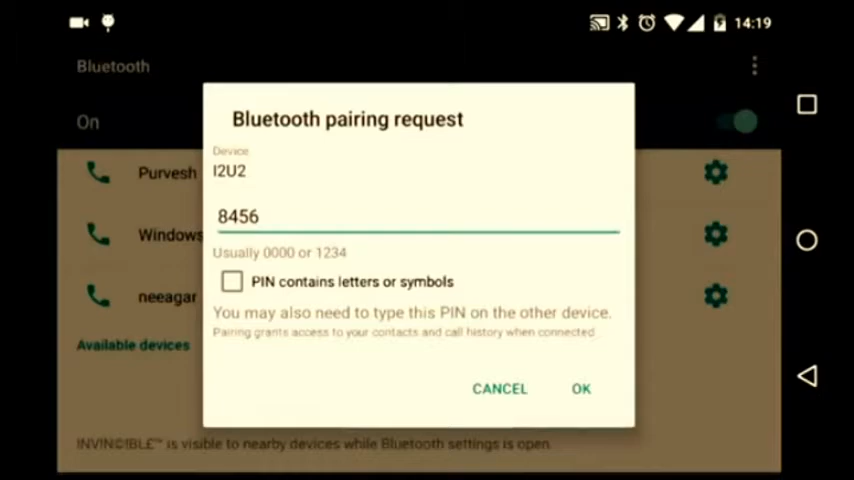 14:19
Bluetooth
On
Bluetooth pairing request
Device
I2U2
8456
Usually 0000 or 1234
PIN contains letters or symbols
You may also need to type this PIN on the other device.
Pairing grants access to your contacts and call history when connected.
CANCEL OK
Purvesh
Windows
neeagar
Available devices
INVIN©!BLE™ is visible to nearby devices while Bluetooth settings is open.